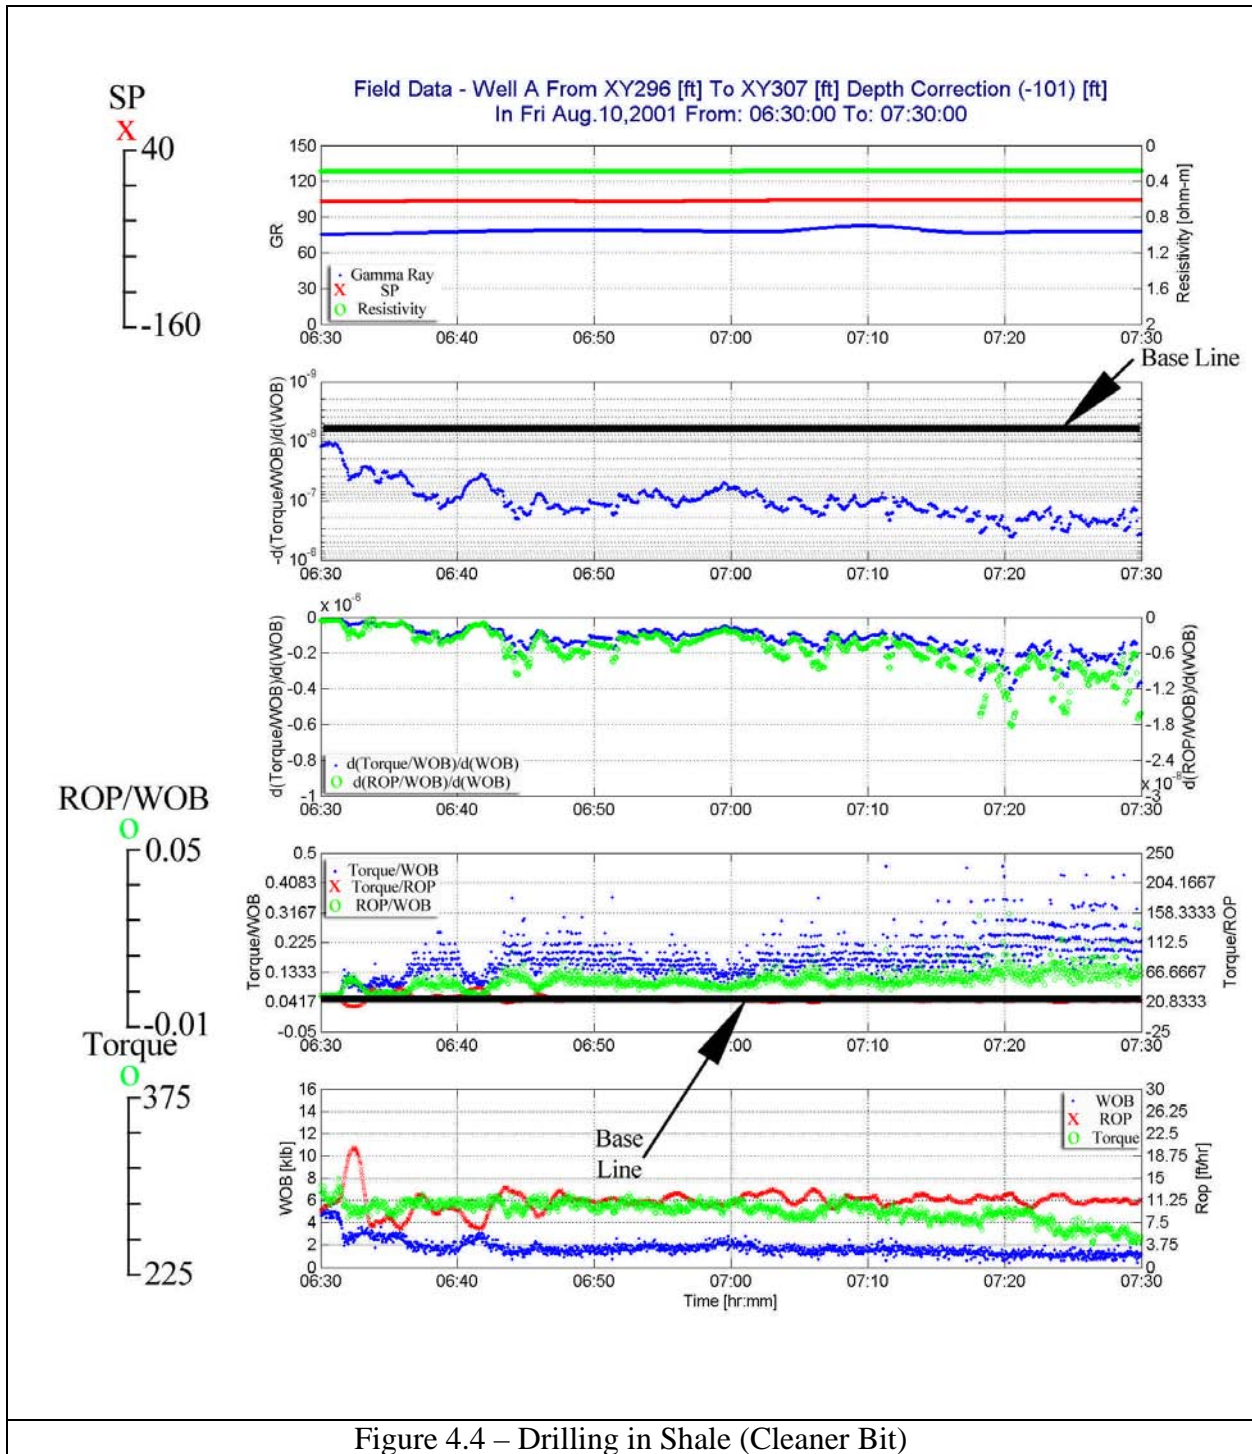 Field Data - Well A From XY296 [ft] To XY307 [ft] Depth Correction (-101) [ft]
In Fri Aug.10,2001 From: 06:30:00 To: 07:30:00
SP
X
40
-160
GR
150
120
90
60
30
0
Gamma Ray
X SP
O Resistivity
0
0.4
0.8
1.2
1.6
2
Resistivity [ohm-m]
06:30 06:40 06:50 07:00 07:10 07:20 07:30
Base Line
-d(Torque/WOB)/d(WOB)
10-9
10-8
10-7
10-6
06:30 06:40 06:50 07:00 07:10 07:20 07:30
x 10-6
d(Torque/WOB)/d(WOB)
0
-0.2
-0.4
-0.6
-0.8
-1
d(Torque/WOB)/d(WOB)
O d(ROP/WOB)/d(WOB)
0
-0.6
-1.2
-1.8
-2.4
x 10-8
-3
d(ROP/WOB)/d(WOB)
06:30 06:40 06:50 07:00 07:10 07:20 07:30
ROP/WOB
O
0.05
-0.01
Torque/WOB
0.5
0.4083
0.3167
0.225
0.1333
0.0417
-0.05
Torque/WOB
X Torque/ROP
O ROP/WOB
250
204.1667
158.3333
112.5
66.6667
20.8333
-25
Torque/ROP
06:30 06:40 06:50 07:00 07:10 07:20 07:30
Torque
O
375
225
WOB [klb]
16
14
12
10
8
6
4
2
0
Base
Line
WOB
X ROP
O Torque
30
26.25
22.5
18.75
15
11.25
7.5
3.75
0
Rop [ft/hr]
06:30 06:40 06:50 07:00 07:10 07:20 07:30
Time [hr:mm]
Figure 4.4 – Drilling in Shale (Cleaner Bit)